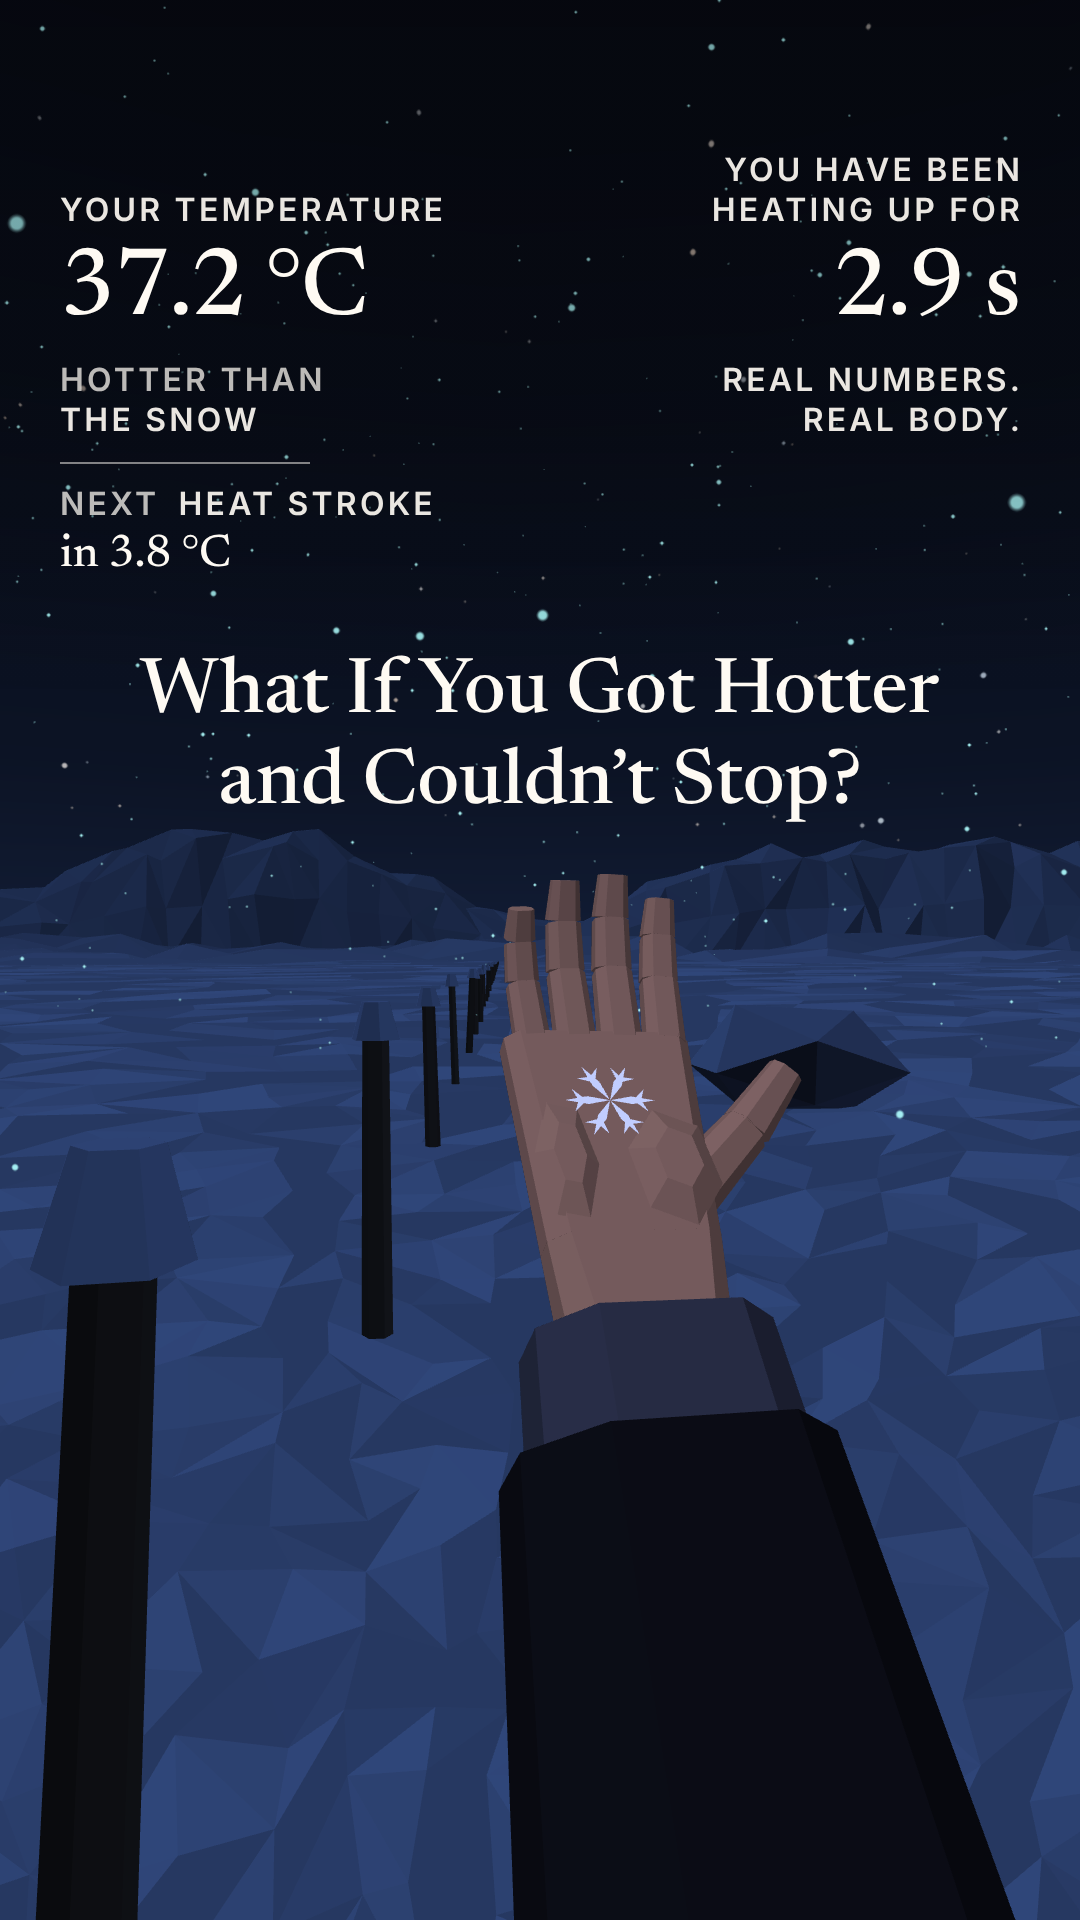 YOUR TEMPERATURE
37.2 °C
HOTTER THAN
THE SNOW
NEXT HEAT STROKE
in 3.8 °C
YOU HAVE BEEN
HEATING UP FOR
2.9 s
REAL NUMBERS.
REAL BODY.
What If You Got Hotter
and Couldn’t Stop?